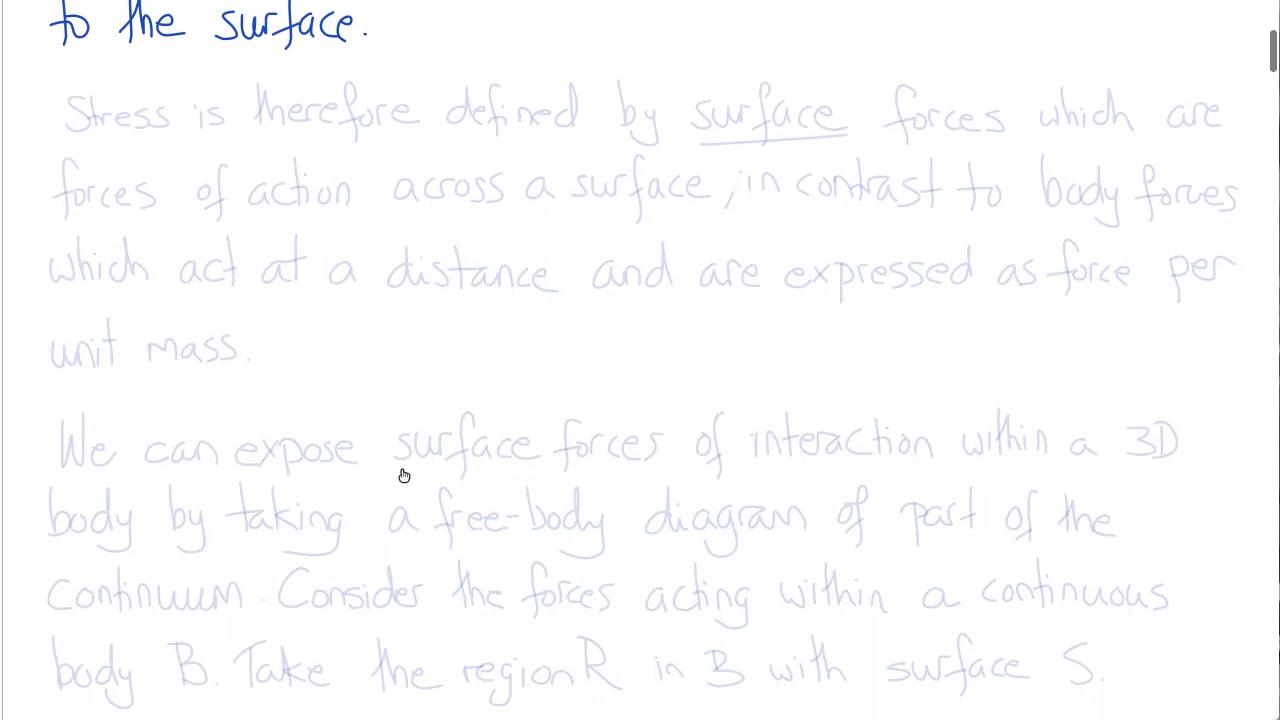 to the surface.
Stress is therefore defined by surface forces which are
forces of action across a surface, in contrast to body forces
which act at a distance and are expressed as force per
unit mass.
We can expose surface forces of interaction within a 3D
body by taking a free-body diagram of part of the
continuum. Consider the forces acting within a continuous
body B. Take the region R in B with surface S.